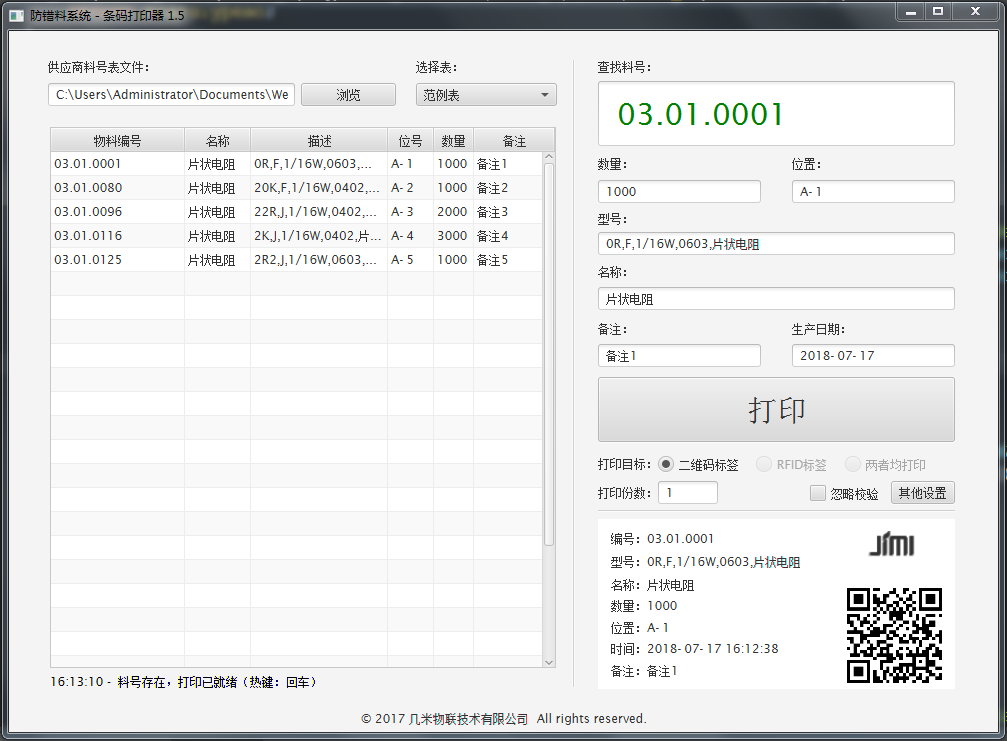 防错料系统 - 条码打印器 1.5
供应商料号表文件：
C:\Users\Administrator\Documents\We
浏览
选择表：
范例表
物料编号 名称 描述 位号 数量 备注
03.01.0001 片状电阻 0R,F,1/16W,0603,... A- 1 1000 备注1
03.01.0080 片状电阻 20K,F,1/16W,0402,... A- 2 1000 备注2
03.01.0096 片状电阻 22R,J,1/16W,0402,... A- 3 2000 备注3
03.01.0116 片状电阻 2K,J,1/16W,0402,片... A- 4 3000 备注4
03.01.0125 片状电阻 2R2,J,1/16W,0603,... A- 5 1000 备注5
16:13:10 - 料号存在，打印已就绪（热键：回车）
查找料号：
03.01.0001
数量： 位置：
1000 A- 1
型号：
0R,F,1/16W,0603,片状电阻
名称：
片状电阻
备注： 生产日期：
备注1 2018- 07- 17
打印
打印目标： 二维码标签 RFID标签 两者均打印
打印份数： 1 忽略校验 其他设置
编号：03.01.0001
JIMI
型号：0R,F,1/16W,0603,片状电阻
名称：片状电阻
数量：1000
位置：A- 1
时间：2018- 07- 17 16:12:38
备注：备注1
© 2017 几米物联技术有限公司 All rights reserved.